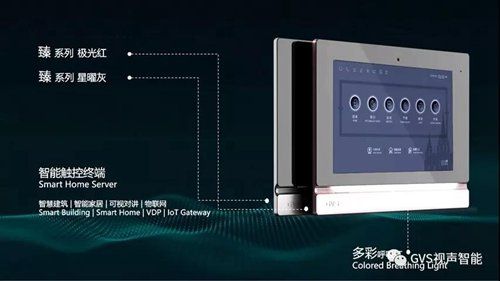 臻 系列 极光红
臻 系列 星曜灰
智能触控终端
Smart Home Server
智慧建筑 | 智能家居 | 可视对讲 | 物联网
Smart Building | Smart Home | VDP | IoT Gateway
多彩呼
GVS视声智能
Colored Breathing Light